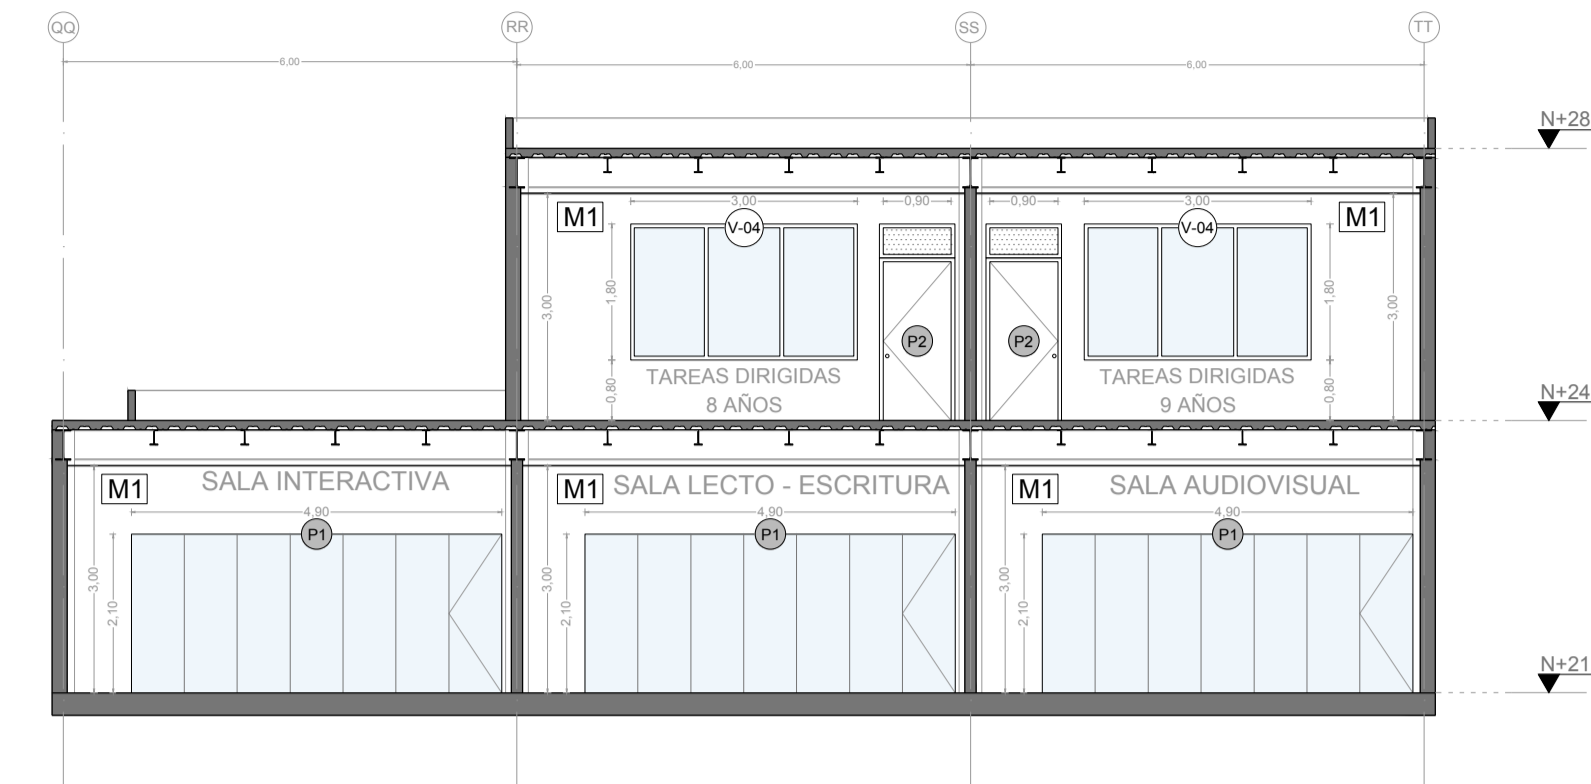 QQ
RR
SS
TT
6,00
6,00
6,00
N+28
3,00
0,90
0,90
3,00
M1
V-04
V-04
M1
3,00
1,80
1,80
3,00
P2
P2
TAREAS DIRIGIDAS
8 AÑOS
TAREAS DIRIGIDAS
9 AÑOS
0,80
0,80
N+24
M1
SALA INTERACTIVA
M1
SALA LECTO - ESCRITURA
M1
SALA AUDIOVISUAL
4,90
4,90
4,90
P1
P1
P1
3,00
2,10
3,00
2,10
3,00
2,10
N+21